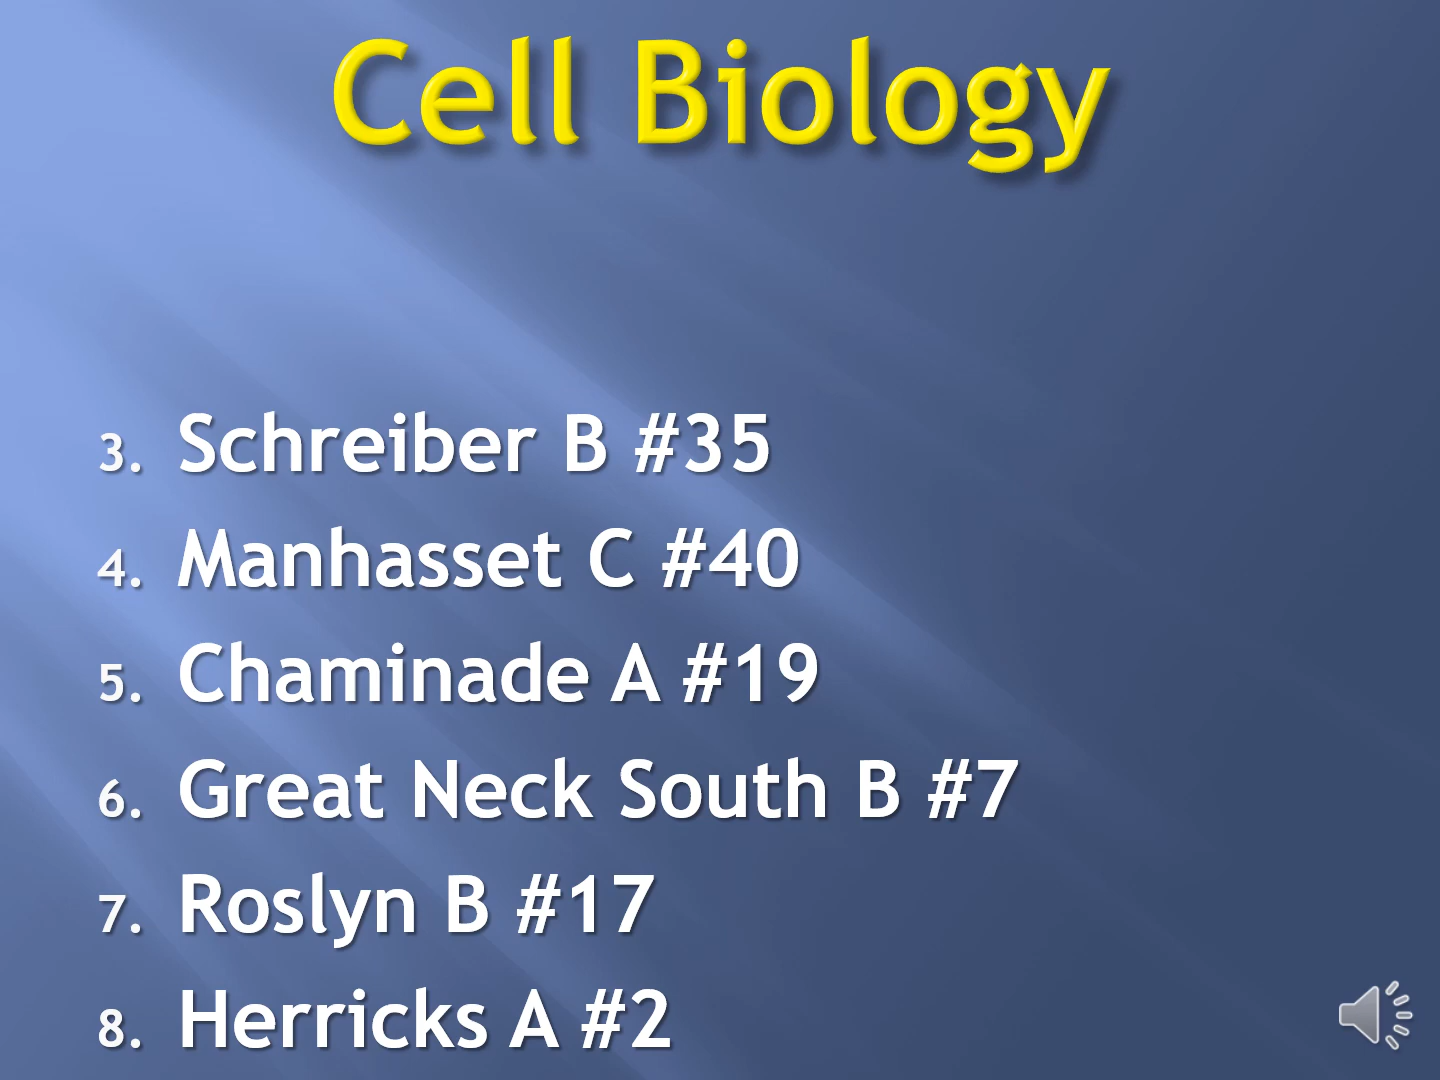 Cell Biology
3. Schreiber B #35
4. Manhasset C #40
5. Chaminade A #19
6. Great Neck South B #7
7. Roslyn B #17
8. Herricks A #2